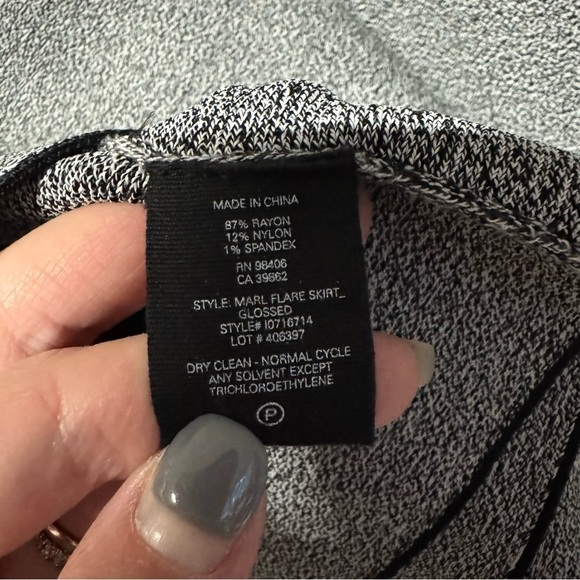 MADE IN CHINA
87% RAYON
12% NYLON
1% SPANDEX
RN 98406
CA 39862
STYLE: MARL FLARE SKIRT_
GLOSSED
STYLE# I0716714
LOT # 406397
DRY CLEAN - NORMAL CYCLE
ANY SOLVENT EXCEPT
TRICHLOROETHYLENE
P